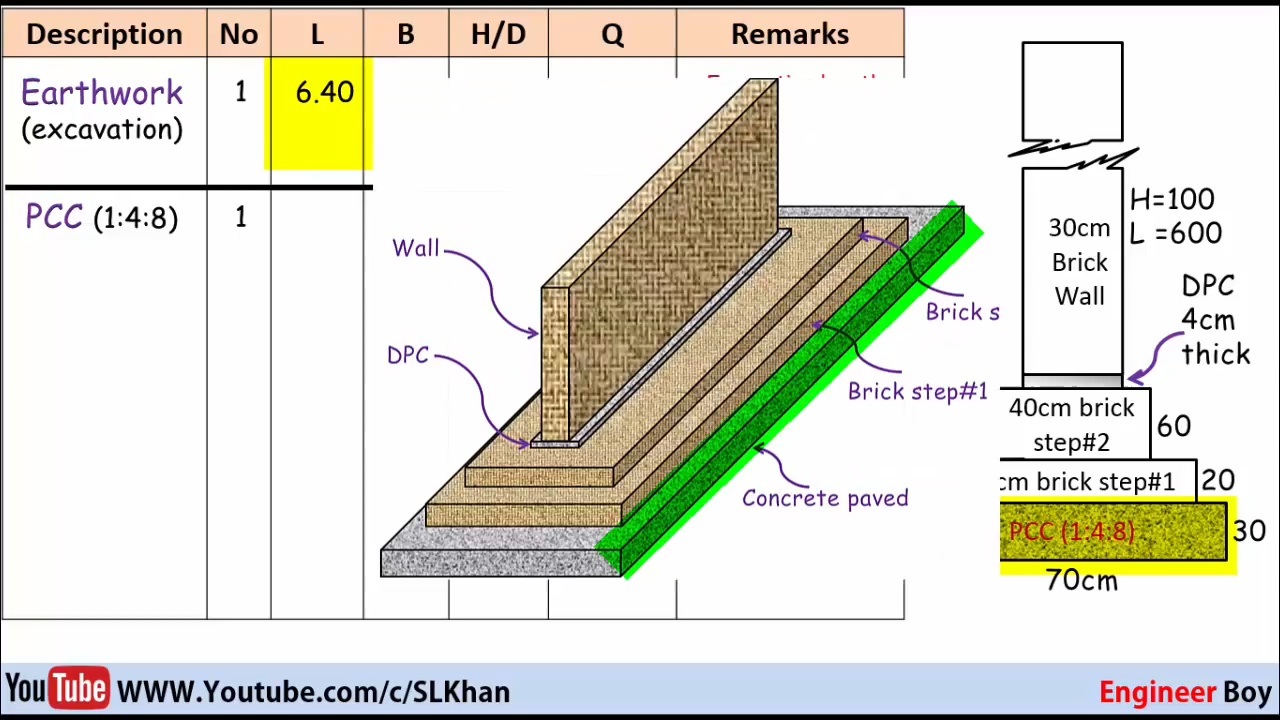 Description No L B H/D Q Remarks
Earthwork 1 6.40
(excavation)
PCC (1:4:8) 1
Wall
DPC
Brick s
Brick step#1
Concrete paved
30cm
Brick
Wall
H=100
L =600
DPC
4cm
thick
40cm brick
step#2
60
cm brick step#1
20
PCC (1:4:8)
30
70cm
YouTube WWW.Youtube.com/c/SLKhan
Engineer Boy